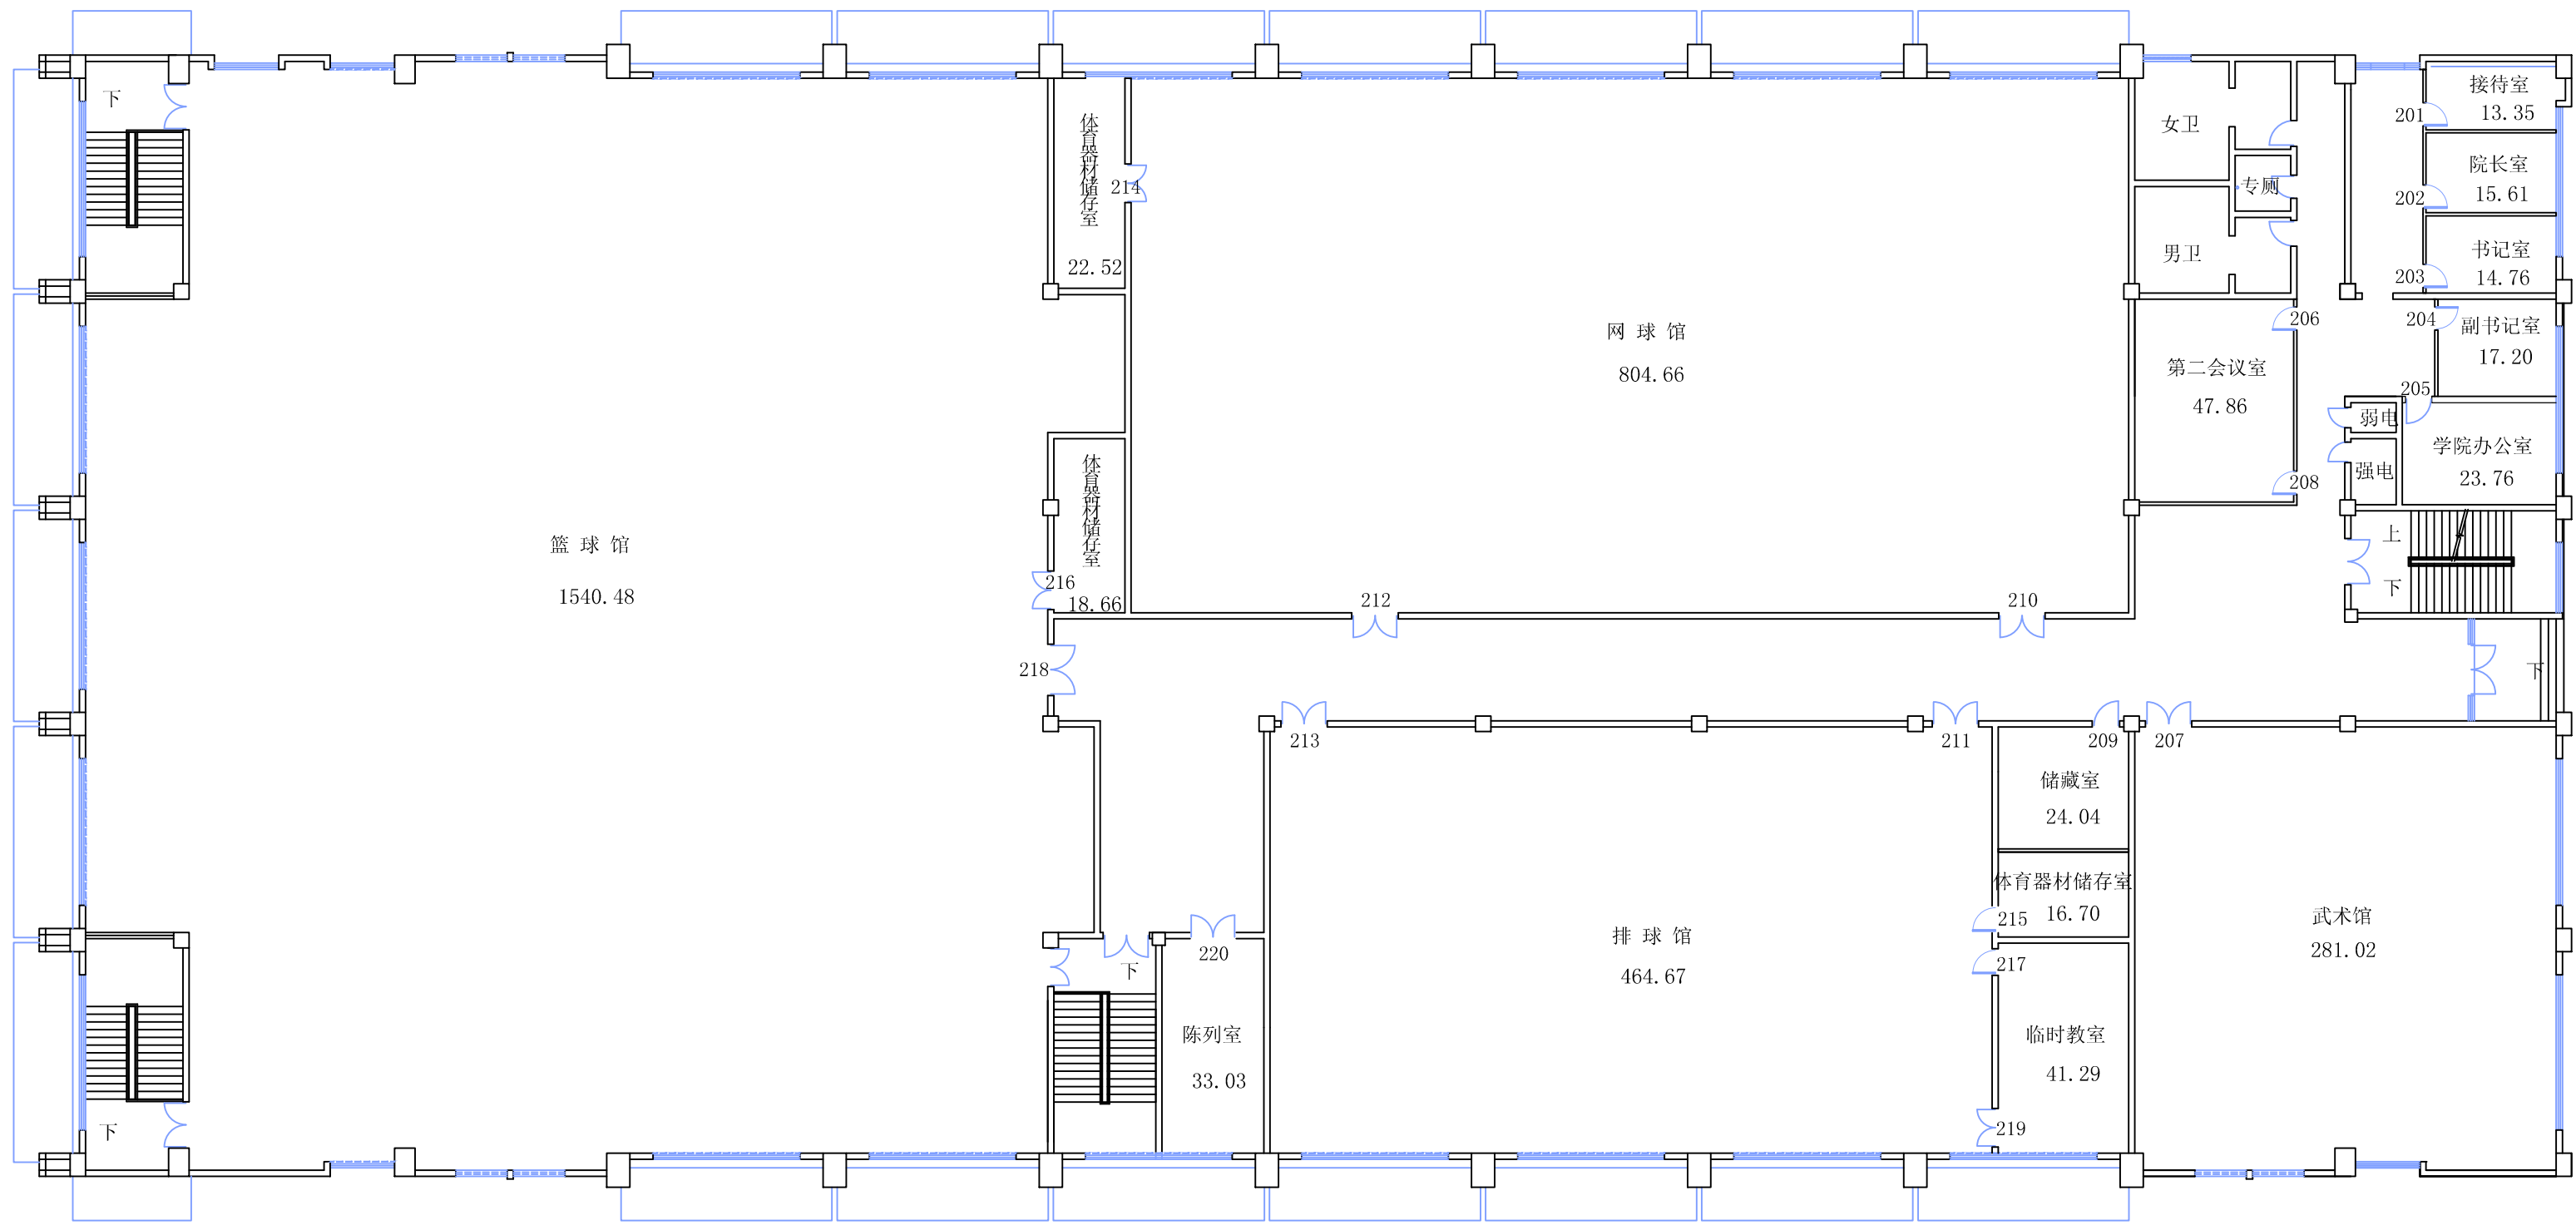 下
体育器材储存室
214
22.52
女卫
专厕
男卫
接待室
13.35
201
院长室
15.61
202
书记室
14.76
203
网 球 馆
804.66
206
第二会议室
47.86
208
204
副书记室
17.20
205
弱电
强电
学院办公室
23.76
上
下
篮 球 馆
1540.48
体育器材储存室
216
18.66
212
210
218
下
213
211
209
207
储藏室
24.04
体育器材储存室
16.70
215
217
武术馆
281.02
排 球 馆
464.67
220
下
陈列室
33.03
临时教室
41.29
219
下